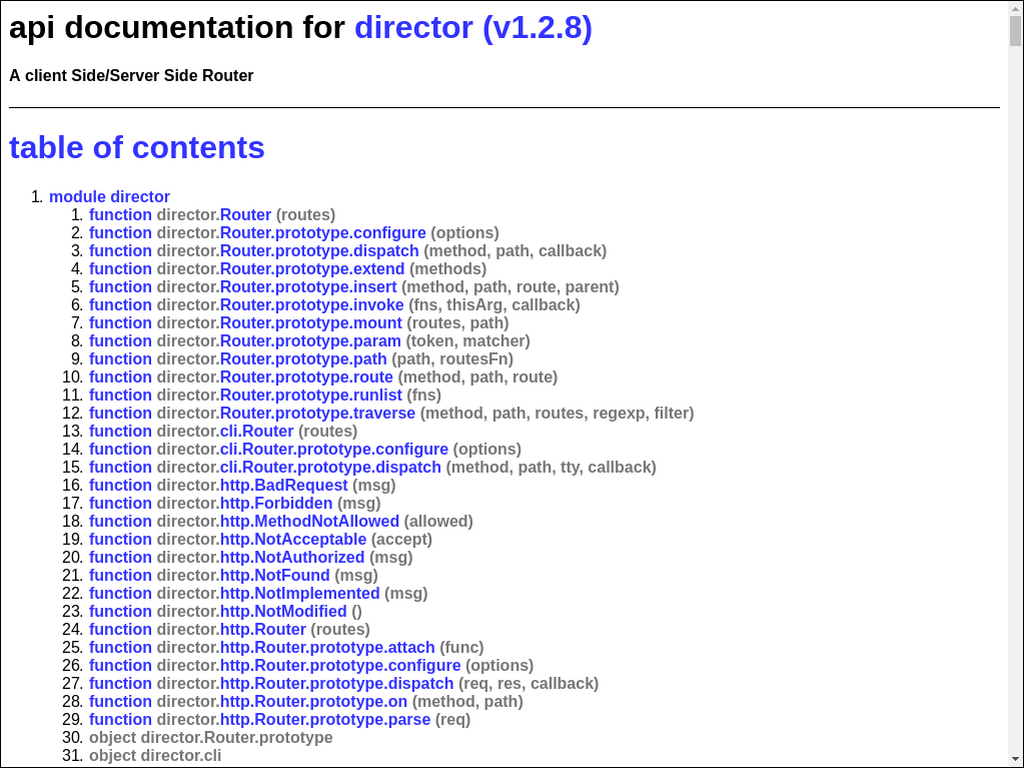 api documentation for director (v1.2.8)
A client Side/Server Side Router
table of contents
1. module director
1. function director.Router (routes)
2. function director.Router.prototype.configure (options)
3. function director.Router.prototype.dispatch (method, path, callback)
4. function director.Router.prototype.extend (methods)
5. function director.Router.prototype.insert (method, path, route, parent)
6. function director.Router.prototype.invoke (fns, thisArg, callback)
7. function director.Router.prototype.mount (routes, path)
8. function director.Router.prototype.param (token, matcher)
9. function director.Router.prototype.path (path, routesFn)
10. function director.Router.prototype.route (method, path, route)
11. function director.Router.prototype.runlist (fns)
12. function director.Router.prototype.traverse (method, path, routes, regexp, filter)
13. function director.cli.Router (routes)
14. function director.cli.Router.prototype.configure (options)
15. function director.cli.Router.prototype.dispatch (method, path, tty, callback)
16. function director.http.BadRequest (msg)
17. function director.http.Forbidden (msg)
18. function director.http.MethodNotAllowed (allowed)
19. function director.http.NotAcceptable (accept)
20. function director.http.NotAuthorized (msg)
21. function director.http.NotFound (msg)
22. function director.http.NotImplemented (msg)
23. function director.http.NotModified ()
24. function director.http.Router (routes)
25. function director.http.Router.prototype.attach (func)
26. function director.http.Router.prototype.configure (options)
27. function director.http.Router.prototype.dispatch (req, res, callback)
28. function director.http.Router.prototype.on (method, path)
29. function director.http.Router.prototype.parse (req)
30. object director.Router.prototype
31. object director.cli